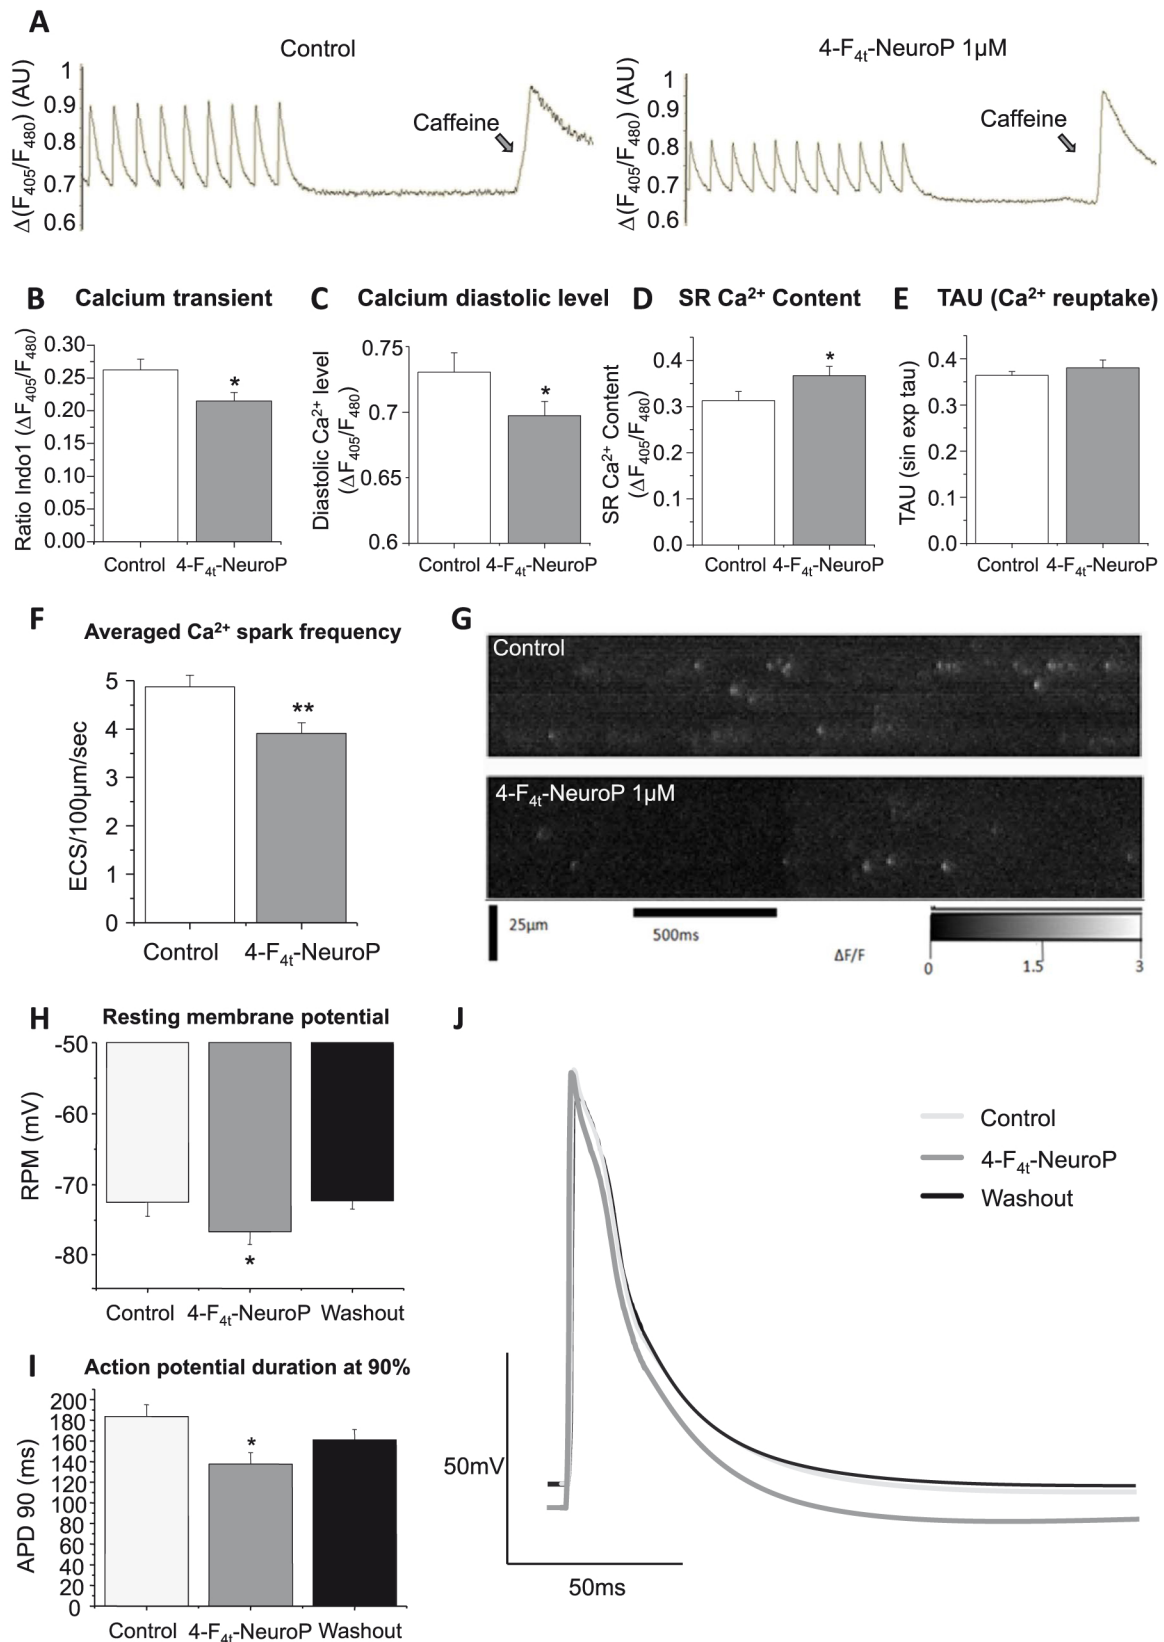 A
Control
4-F4t-NeuroP 1µM
Δ(F405/F480) (AU)
1
0.9
0.8
0.7
0.6
Caffeine
Δ(F405/F480) (AU)
1
0.9
0.8
0.7
0.6
Caffeine
B Calcium transient
Ratio Indo1 (ΔF405/F480)
0.30
0.25
0.20
0.15
0.10
0.05
0.00
*
Control 4-F4t-NeuroP
C Calcium diastolic level
Diastolic Ca2+ level
(ΔF405/F480)
0.75
0.7
0.65
0.6
*
Control 4-F4t-NeuroP
D SR Ca2+ Content
SR Ca2+ Content
(ΔF405/F480)
0.4
0.3
0.2
0.1
0.0
*
Control 4-F4t-NeuroP
E TAU (Ca2+ reuptake)
TAU (sin exp tau)
0.4
0.3
0.2
0.1
0.0
Control 4-F4t-NeuroP
F Averaged Ca2+ spark frequency
ECS/100µm/sec
5
4
3
2
1
0
**
Control 4-F4t-NeuroP
G
Control
4-F4t-NeuroP 1µM
25µm
500ms
ΔF/F
0 1.5 3
H Resting membrane potential
RPM (mV)
-50
-60
-70
-80
*
Control 4-F4t-NeuroP Washout
I Action potential duration at 90%
APD 90 (ms)
200
180
160
140
120
100
80
60
40
20
0
*
Control 4-F4t-NeuroP Washout
J
Control
4-F4t-NeuroP
Washout
50mV
50ms